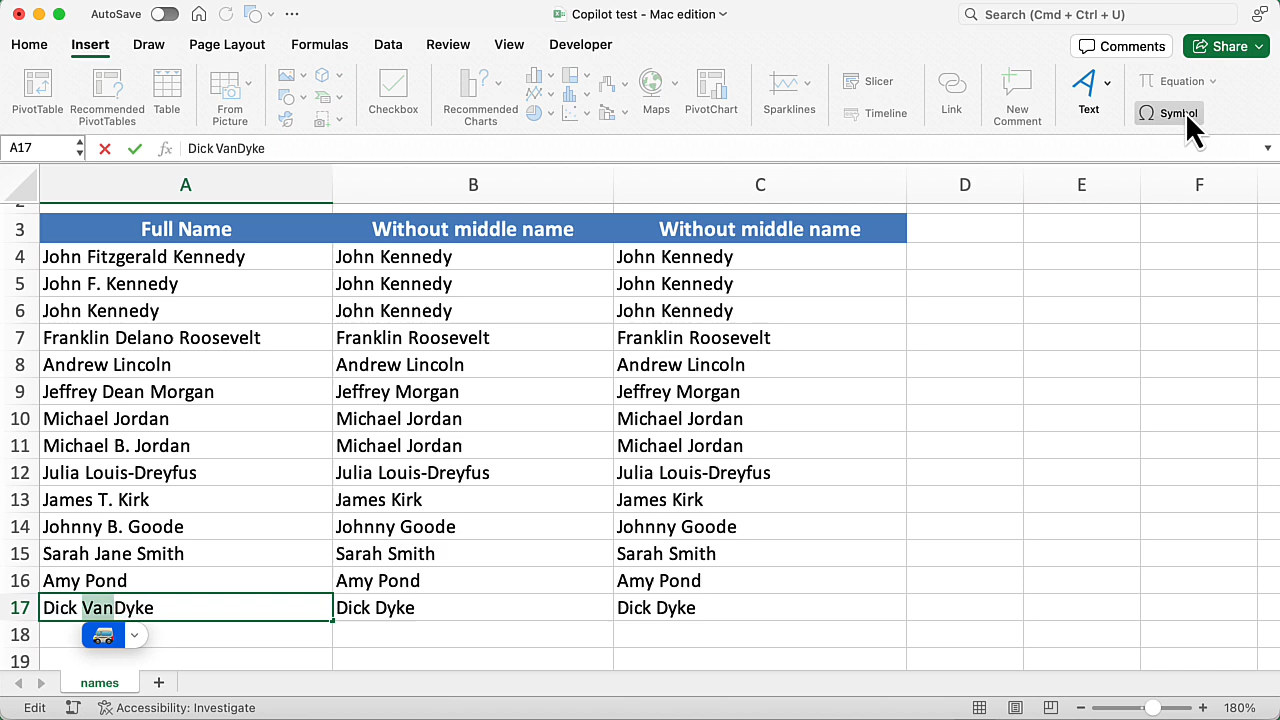 AutoSave
Copilot test - Mac edition
Search (Cmd + Ctrl + U)
Home Insert Draw Page Layout Formulas Data Review View Developer
Comments Share
PivotTable
Recommended
PivotTables
Table
From
Picture
Checkbox
Recommended
Charts
Maps
PivotChart
Sparklines
Slicer
Timeline
Link
New
Comment
Text
Equation
Symbol
A17 fx Dick VanDyke
A B C D E F
3 Full Name Without middle name Without middle name
4 John Fitzgerald Kennedy John Kennedy John Kennedy
5 John F. Kennedy John Kennedy John Kennedy
6 John Kennedy John Kennedy John Kennedy
7 Franklin Delano Roosevelt Franklin Roosevelt Franklin Roosevelt
8 Andrew Lincoln Andrew Lincoln Andrew Lincoln
9 Jeffrey Dean Morgan Jeffrey Morgan Jeffrey Morgan
10 Michael Jordan Michael Jordan Michael Jordan
11 Michael B. Jordan Michael Jordan Michael Jordan
12 Julia Louis-Dreyfus Julia Louis-Dreyfus Julia Louis-Dreyfus
13 James T. Kirk James Kirk James Kirk
14 Johnny B. Goode Johnny Goode Johnny Goode
15 Sarah Jane Smith Sarah Smith Sarah Smith
16 Amy Pond Amy Pond Amy Pond
17 Dick VanDyke Dick Dyke Dick Dyke
18
19
names
Edit Accessibility: Investigate 180%